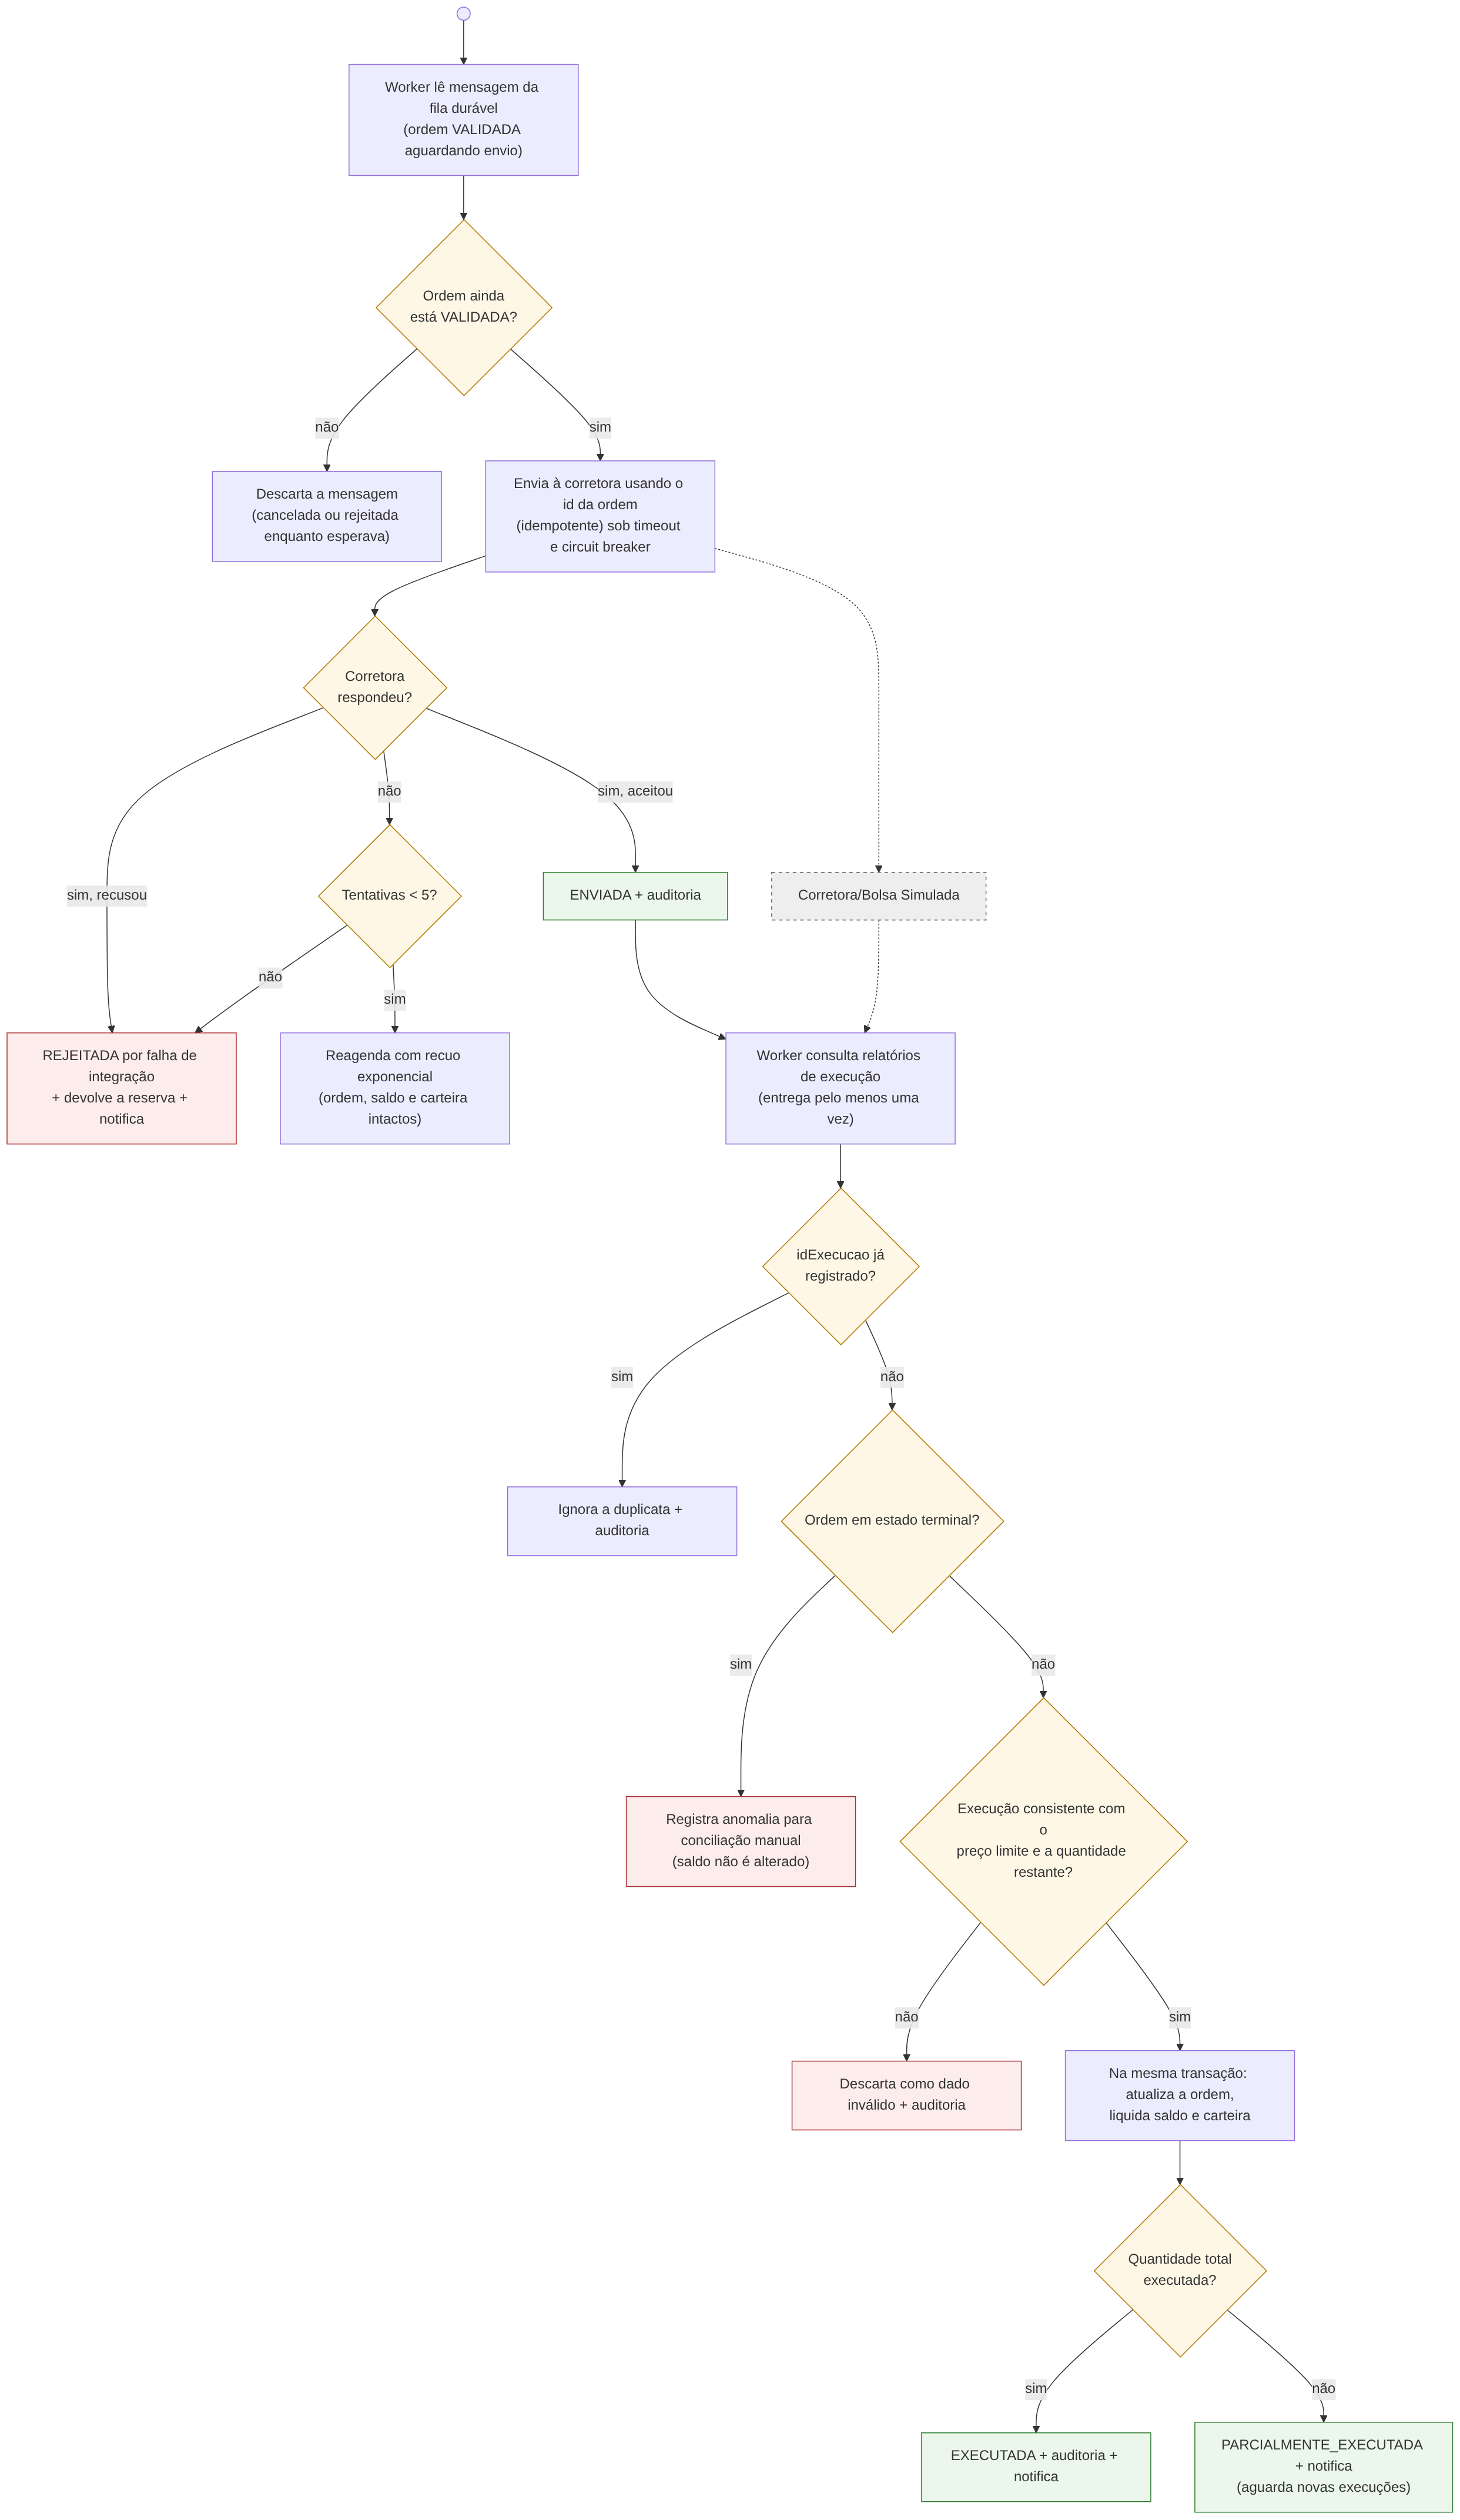 Worker lê mensagem da
fila durável
(ordem VALIDADA
aguardando envio)
Ordem ainda
está VALIDADA?
não
sim
Descarta a mensagem
(cancelada ou rejeitada
enquanto esperava)
Envia à corretora usando o
id da ordem
(idempotente) sob timeout
e circuit breaker
Corretora
respondeu?
sim, recusou
não
sim, aceitou
Tentativas < 5?
ENVIADA + auditoria
Corretora/Bolsa Simulada
não
sim
REJEITADA por falha de
integração
+ devolve a reserva +
notifica
Reagenda com recuo
exponencial
(ordem, saldo e carteira
intactos)
Worker consulta relatórios
de execução
(entrega pelo menos uma
vez)
idExecucao já
registrado?
sim
não
Ignora a duplicata +
auditoria
Ordem em estado terminal?
sim
não
Registra anomalia para
conciliação manual
(saldo não é alterado)
Execução consistente com
o
preço limite e a quantidade
restante?
não
sim
Descarta como dado
inválido + auditoria
Na mesma transação:
atualiza a ordem,
liquida saldo e carteira
Quantidade total
executada?
sim
não
EXECUTADA + auditoria +
notifica
PARCIALMENTE_EXECUTADA
+ notifica
(aguarda novas execuções)